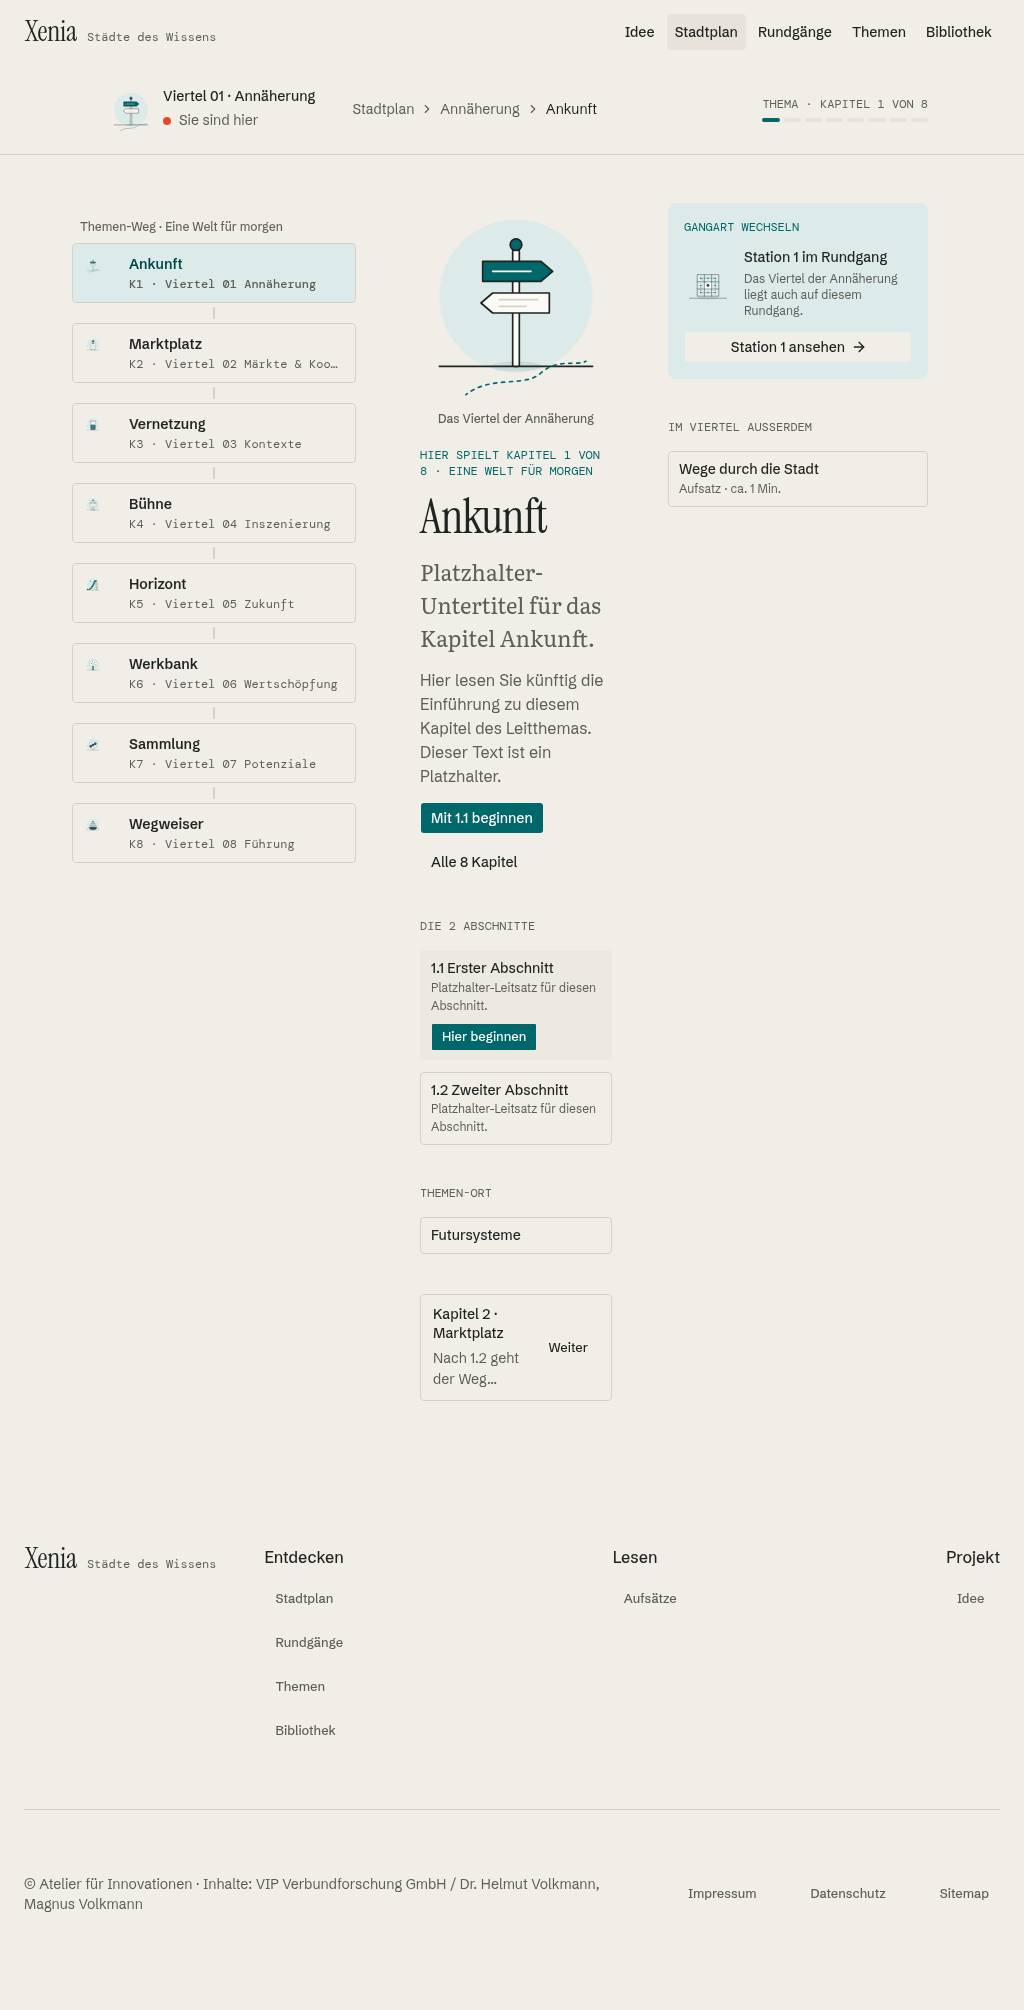 Xenia Städte des Wissens
Idee Stadtplan Rundgänge Themen Bibliothek
Viertel 01 · Annäherung
Sie sind hier
Stadtplan > Annäherung > Ankunft
THEMA · KAPITEL 1 VON 8
Themen-Weg · Eine Welt für morgen
Ankunft
K1 · Viertel 01 Annäherung
Marktplatz
K2 · Viertel 02 Märkte & Koo…
Vernetzung
K3 · Viertel 03 Kontexte
Bühne
K4 · Viertel 04 Inszenierung
Horizont
K5 · Viertel 05 Zukunft
Werkbank
K6 · Viertel 06 Wertschöpfung
Sammlung
K7 · Viertel 07 Potenziale
Wegweiser
K8 · Viertel 08 Führung
Das Viertel der Annäherung
HIER SPIELT KAPITEL 1 VON
8 · EINE WELT FÜR MORGEN
Ankunft
Platzhalter-
Untertitel für das
Kapitel Ankunft.
Hier lesen Sie künftig die
Einführung zu diesem
Kapitel des Leitthemas.
Dieser Text ist ein
Platzhalter.
Mit 1.1 beginnen
Alle 8 Kapitel
DIE 2 ABSCHNITTE
1.1 Erster Abschnitt
Platzhalter-Leitsatz für diesen
Abschnitt.
Hier beginnen
1.2 Zweiter Abschnitt
Platzhalter-Leitsatz für diesen
Abschnitt.
THEMEN-ORT
Futursysteme
Kapitel 2 ·
Marktplatz
Nach 1.2 geht
der Weg…
Weiter
GANGART WECHSELN
Station 1 im Rundgang
Das Viertel der Annäherung
liegt auch auf diesem
Rundgang.
Station 1 ansehen →
IM VIERTEL AUSSERDEM
Wege durch die Stadt
Aufsatz · ca. 1 Min.
Xenia Städte des Wissens
Entdecken
Stadtplan
Rundgänge
Themen
Bibliothek
Lesen
Aufsätze
Projekt
Idee
© Atelier für Innovationen · Inhalte: VIP Verbundforschung GmbH / Dr. Helmut Volkmann,
Magnus Volkmann
Impressum Datenschutz Sitemap